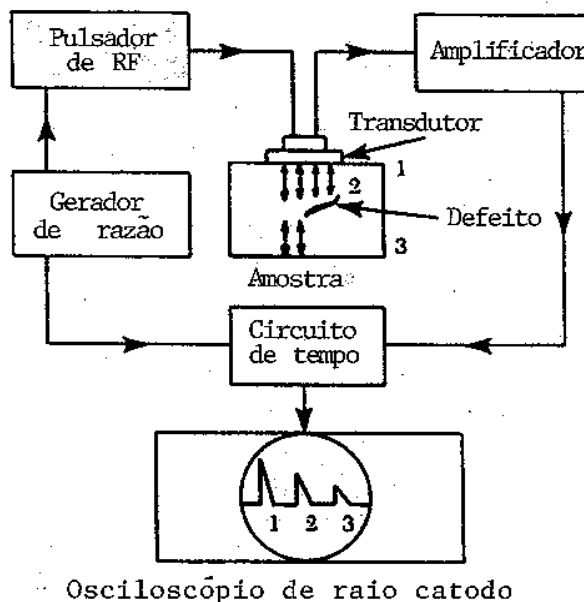 Pulsador
de RF
Amplificador
Transdutor
1
2
Gerador
de razão
Defeito
3
Amostra
Circuito
de tempo
1 2 3
Osciloscópio de raio catodo